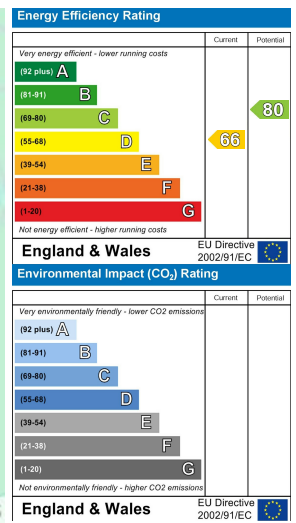 Energy Efficiency Rating
Current Potential
Very energy efficient - lower running costs
(92 plus) A
(81-91) B
(69-80) C
(55-68) D
(39-54) E
(21-38) F
(1-20) G
66
80
Not energy efficient - higher running costs
England & Wales
EU Directive
2002/91/EC
Environmental Impact (CO₂) Rating
Current Potential
Very environmentally friendly - lower CO2 emissions
(92 plus) A
(81-91) B
(69-80) C
(55-68) D
(39-54) E
(21-38) F
(1-20) G
Not environmentally friendly - higher CO2 emissions
England & Wales
EU Directive
2002/91/EC